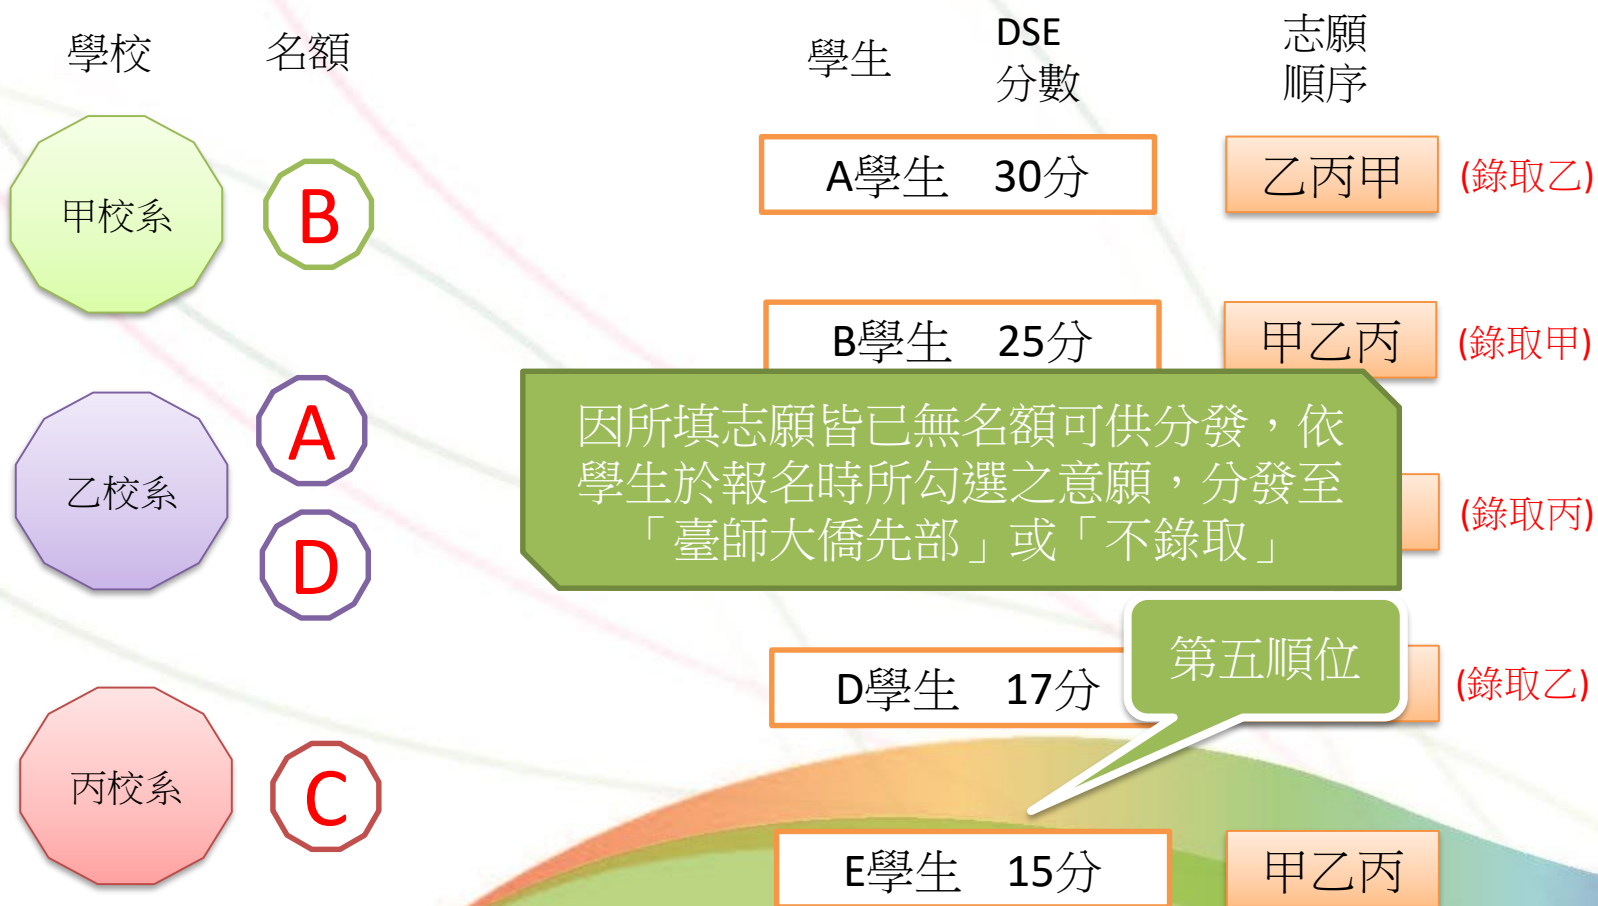 學校
名額
學生
DSE
分數
志願
順序
甲校系
B
A學生 30分
乙丙甲
(錄取乙)
B學生 25分
甲乙丙
(錄取甲)
乙校系
A
D
因所填志願皆已無名額可供分發，依
學生於報名時所勾選之意願，分發至
「臺師大僑先部」或「不錄取」
(錄取丙)
第五順位
D學生 17分
(錄取乙)
丙校系
C
E學生 15分
甲乙丙